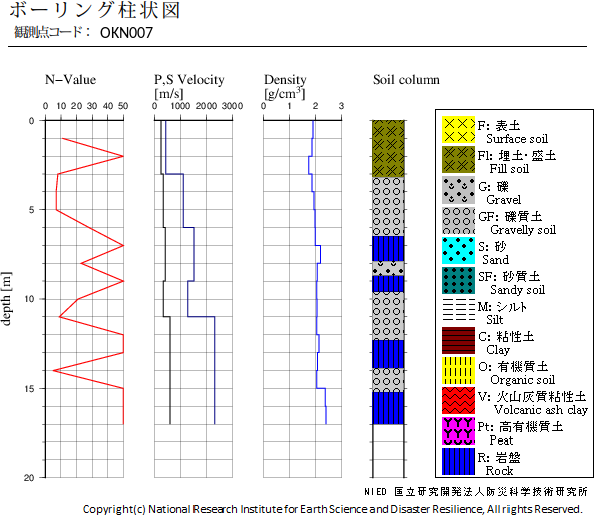 ボーリング柱状図
観測点コード： OKN007
N−Value
P,S Velocity
[m/s]
Density
[g/cm³]
Soil column
0 10 20 30 40 50
0 1000 2000 3000
0 1 2 3
0
5
10
15
20
depth [m]
F: 表土
Surface soil
Fl: 埋土・盛土
Fill soil
G: 礫
Gravel
GF: 礫質土
Gravelly soil
S: 砂
Sand
SF: 砂質土
Sandy soil
M: シルト
Silt
C: 粘性土
Clay
O: 有機質土
Organic soil
V: 火山灰質粘性土
Volcanic ash clay
Pt: 高有機質土
Peat
R: 岩盤
Rock
NIED 国立研究開発法人防災科学技術研究所
Copyright(c) National Research Institute for Earth Science and Disaster Resilience, All rights Reserved.